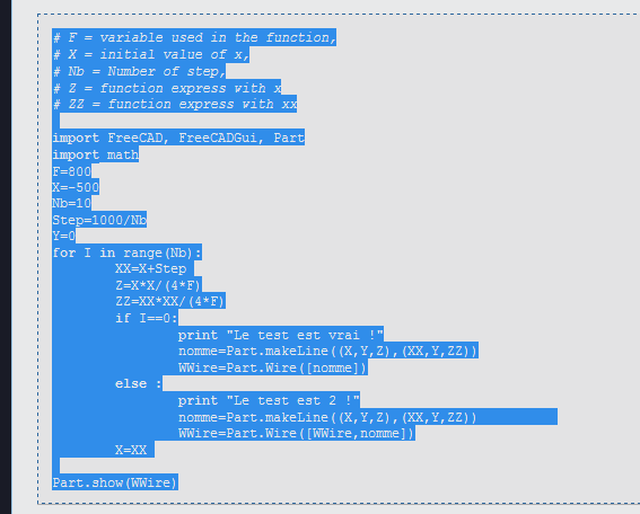 # F = variable used in the function,
# X = initial value of x,
# Nb = Number of step,
# Z = function express with x
# ZZ = function express with xx
import FreeCAD, FreeCADGui, Part
import math
F=800
X=-500
Nb=10
Step=1000/Nb
Y=0
for I in range(Nb):
XX=X+Step
Z=X*X/(4*F)
ZZ=XX*XX/(4*F)
if I==0:
print "Le test est vrai !"
nomme=Part.makeLine((X,Y,Z),(XX,Y,ZZ))
WWire=Part.Wire([nomme])
else :
print "Le test est 2 !"
nomme=Part.makeLine((X,Y,Z),(XX,Y,ZZ))
WWire=Part.Wire([WWire,nomme])
X=XX
Part.show(WWire)